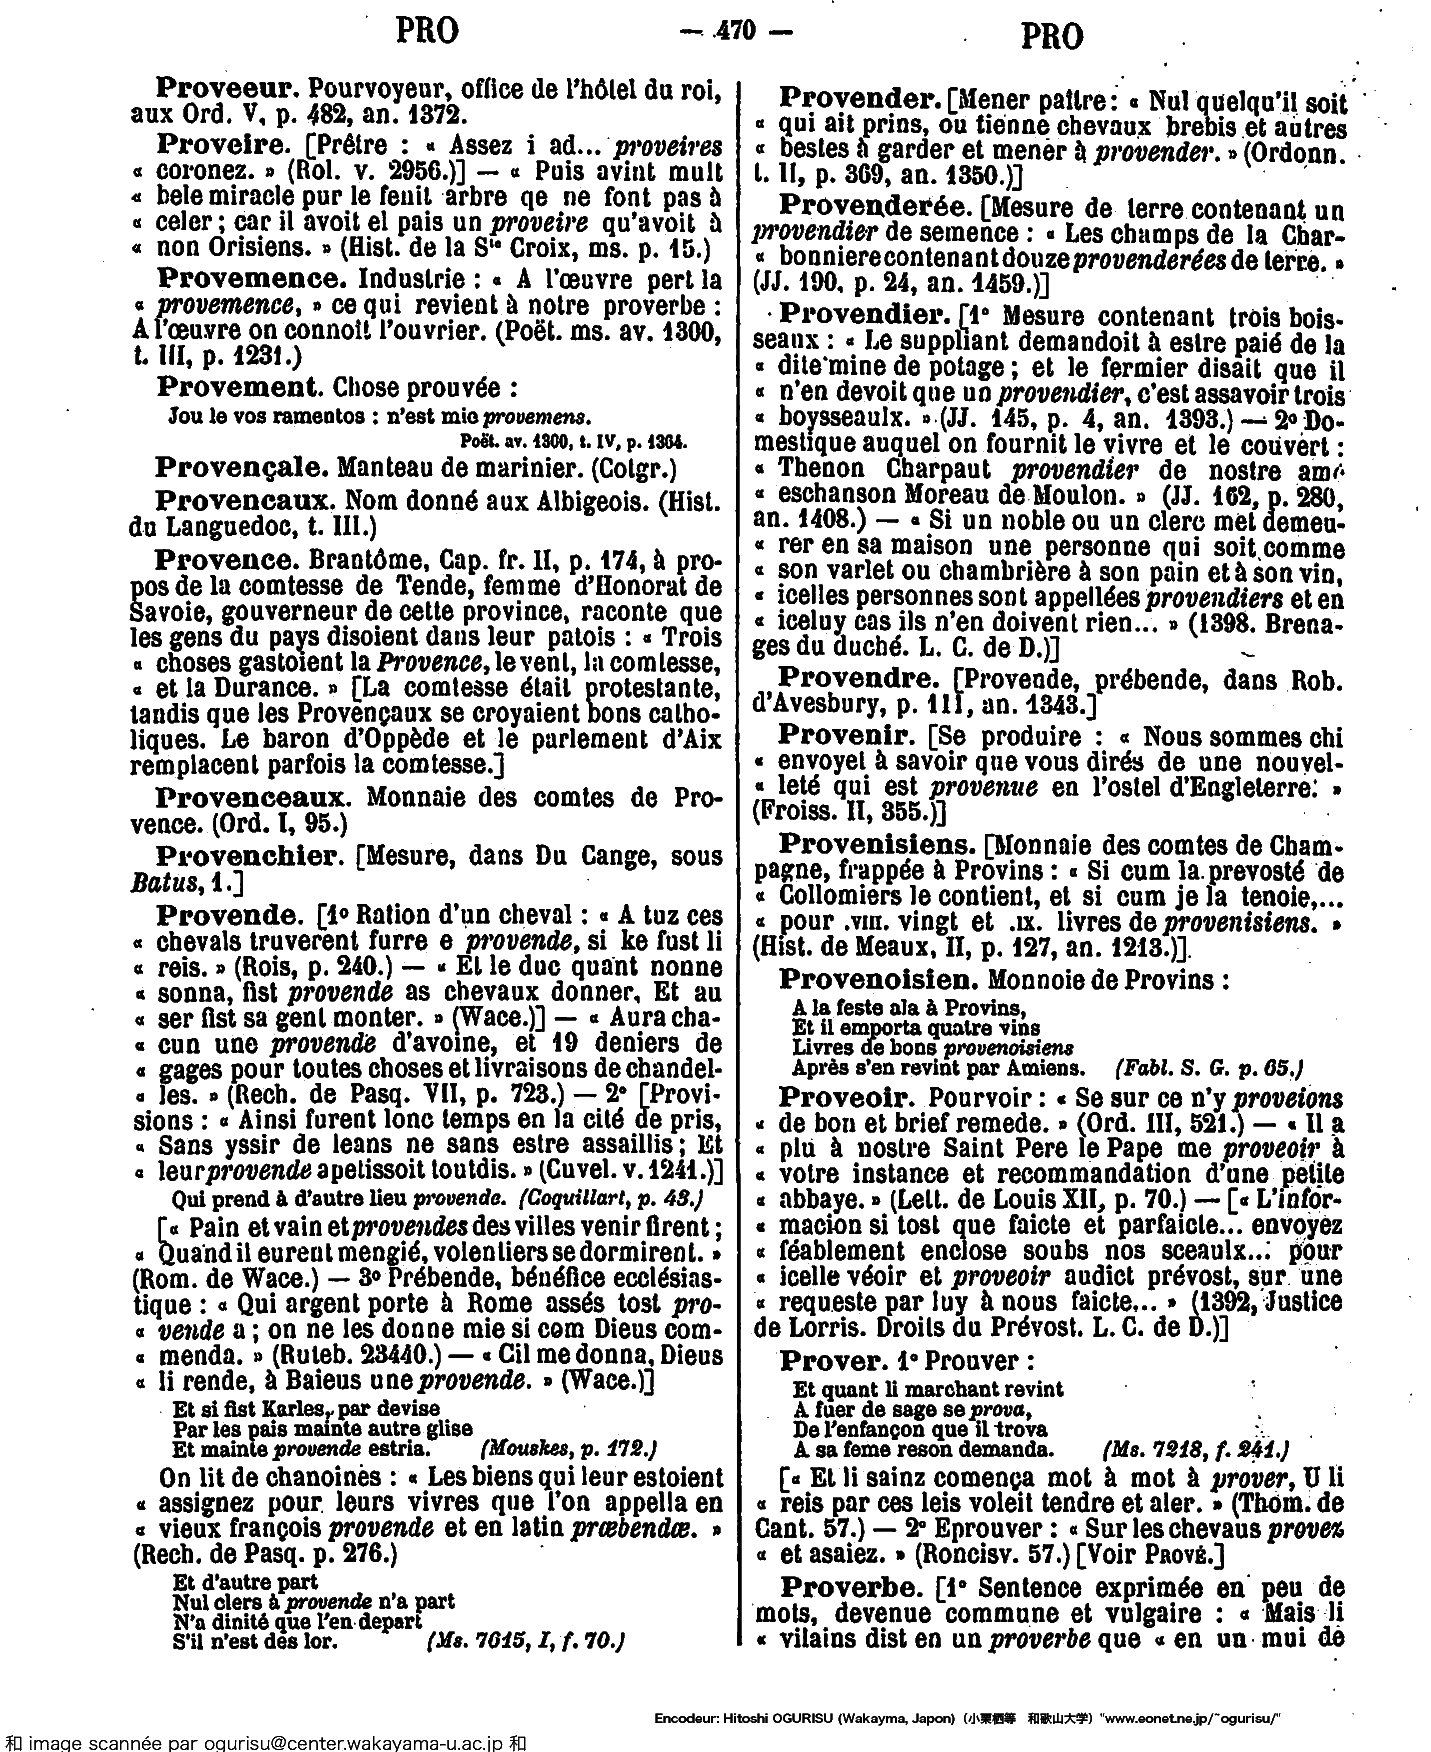 PRO
— 470 —
PRO
Proveeur. Pourvoyeur, office de l'hôtel du roi,
aux Ord. V, p. 482, an. 1372.
Proveire. [Prêtre : « Assez i ad... proveires
« coronez. » (Rol. v. 2956.)] — « Puis avint mult
« bele miracle pur le feuil arbre qe ne font pas à
« celer ; car il avoit el pais un proveire qu'avoit à
« non Orisiens. » (Hist. de la Ste Croix, ms. p. 15.)
Provemence. Industrie : « A l'œuvre pert la
« provemence, » ce qui revient à notre proverbe :
A l'œuvre on connoit l'ouvrier. (Poët. ms. av. 1300,
t. III, p. 1231.)
Provement. Chose prouvée :
Jou le vos ramentos : n'est mie provemens.
Poët. av. 1300, t. IV, p. 1364.
Provençale. Manteau de marinier. (Cotgr.)
Provencaux. Nom donné aux Albigeois. (Hist.
du Languedoc, t. III.)
Provence. Brantôme, Cap. fr. II, p. 174, à pro-
pos de la comtesse de Tende, femme d'Honorat de
Savoie, gouverneur de cette province, raconte que
les gens du pays disoient dans leur patois : « Trois
« choses gastoient la Provence, le vent, la comtesse,
« et la Durance. » [La comtesse était protestante,
tandis que les Provençaux se croyaient bons catho-
liques. Le baron d'Oppède et le parlement d'Aix
remplacent parfois la comtesse.]
Provenceaux. Monnaie des comtes de Pro-
vence. (Ord. I, 95.)
Provenchier. [Mesure, dans Du Cange, sous
Batus, 1.]
Provende. [1º Ration d'un cheval : « A tuz ces
« chevals truverent furre e provende, si ke fust li
« reis. » (Rois, p. 240.) — « Et le duc quant nonne
« sonna, fist provende as chevaux donner, Et au
« ser fist sa gent monter. » (Wace.)] — « Aura cha-
« cun une provende d'avoine, et 19 deniers de
« gages pour toutes choses et livraisons de chandel-
« les. » (Rech. de Pasq. VII, p. 723.) — 2º [Provi-
sions : « Ainsi furent lonc temps en la cité de pris,
« Sans yssir de leans ne sans estre assaillis ; Et
« leur provende apetissoit toutdis. » (Cuvel. v. 1241.)]
Qui prend à d'autre lieu provende. (Coquillart, p. 43.)
[« Pain et vain et provendes des villes venir firent ;
« Quand il eurent mengié, volentiers se dormirent. »
(Rom. de Wace.) — 3º Prébende, bénéfice ecclésias-
tique : « Qui argent porte à Rome assés tost pro-
« vende a ; on ne les donne mie si com Dieus com-
« menda. » (Ruteb. 23440.) — « Cil me donna, Dieus
« li rende, à Baieus une provende. » (Wace.)]
Et si fist Karles, par devise
Par les pais mainte autre glise
Et mainte provende estria. (Mouskes, p. 172.)
On lit de chanoines : « Les biens qui leur estoient
« assignez pour leurs vivres que l'on appella en
« vieux françois provende et en latin præbendæ. »
(Rech. de Pasq. p. 276.)
Et d'autre part
Nul clers à provende n'a part
N'a dinité que l'en depart
S'il n'est des lor. (Ms. 7615, I, f. 70.)
Provender. [Mener paître : « Nul quelqu'il soit
« qui ait prins, ou tienne chevaux brebis et autres
« bestes à garder et mener à provender. » (Ordonn.
t. II, p. 369, an. 1350.)]
Provenderée. [Mesure de terre contenant un
provendier de semence : « Les champs de la Char-
« bonniere contenant douze provenderées de terre. »
(JJ. 190, p. 24, an. 1459.)]
Provendier. [1º Mesure contenant trois bois-
seaux : « Le suppliant demandoit à estre paié de la
« dite mine de potage ; et le fermier disait que il
« n'en devoit que un provendier, c'est assavoir trois
« boysseaulx. » (JJ. 145, p. 4, an. 1393.) — 2º Do-
mestique auquel on fournit le vivre et le couvert :
« Thenon Charpaut provendier de nostre amé
« eschanson Moreau de Moulon. » (JJ. 162, p. 280,
an. 1408.) — « Si un noble ou un clerc met demeu-
« rer en sa maison une personne qui soit comme
« son varlet ou chambrière à son pain et à son vin,
« icelles personnes sont appellées provendiers et en
« iceluy cas ils n'en doivent rien... » (1398. Brena-
ges du duché. L. C. de D.)]
Provendre. [Provende, prébende, dans Rob.
d'Avesbury, p. 111, an. 1343.]
Provenir. [Se produire : « Nous sommes chi
« envoyet à savoir que vous dirés de une nouvel-
« leté qui est provenue en l'ostel d'Engleterre. »
(Froiss. II, 355.)]
Provenisiens. [Monnaie des comtes de Cham-
pagne, frappée à Provins : « Si cum la prevosté de
« Collomiers le contient, et si cum je la tenoie,...
« pour .VIII. vingt et .IX. livres de provenisiens. »
(Hist. de Meaux, II, p. 127, an. 1213.)]
Provenoisien. Monnoie de Provins :
A la feste ala à Provins,
Et il emporta quatre vins
Livres de bons provenoisiens
Après s'en revint par Amiens. (Fabl. S. G. p. 65.)
Proveoir. Pourvoir : « Se sur ce n'y proveions
« de bon et brief remede. » (Ord. III, 521.) — « Il a
« plu à nostre Saint Pere le Pape me proveoir à
« votre instance et recommandation d'une petite
« abbaye. » (Lett. de Louis XII, p. 70.) — [« L'infor-
« macion si tost que faicte et parfaicte... envoyez
« féablement enclose soubs nos sceaulx... pour
« icelle véoir et proveoir audict prévost, sur une
« requeste par luy à nous faicte... » (1392, Justice
de Lorris. Droits du Prévost. L. C. de D.)]
Prover. 1º Prouver :
Et quant li marchant revint
A fuer de sage se prova,
De l'enfançon que il trova
A sa feme reson demanda. (Ms. 7218, f. 241.)
[« Et li sainz comença mot à mot à prover, U li
« reis par ces leis voleit tendre et aler. » (Thom. de
Cant. 57.) — 2º Eprouver : « Sur les chevaus provez
« et asaiez. » (Roncisv. 57.) [Voir PROVÉ.]
Proverbe. [1º Sentence exprimée en peu de
mots, devenue commune et vulgaire : « Mais li
« vilains dist en un proverbe que « en un mui de
Encodeur: Hitoshi OGURISU (Wakayma, Japon) (小栗栖等 和歌山大学) "www.eonet.ne.jp/~ogurisu/"
和 image scannée par ogurisu@center.wakayama-u.ac.jp 和